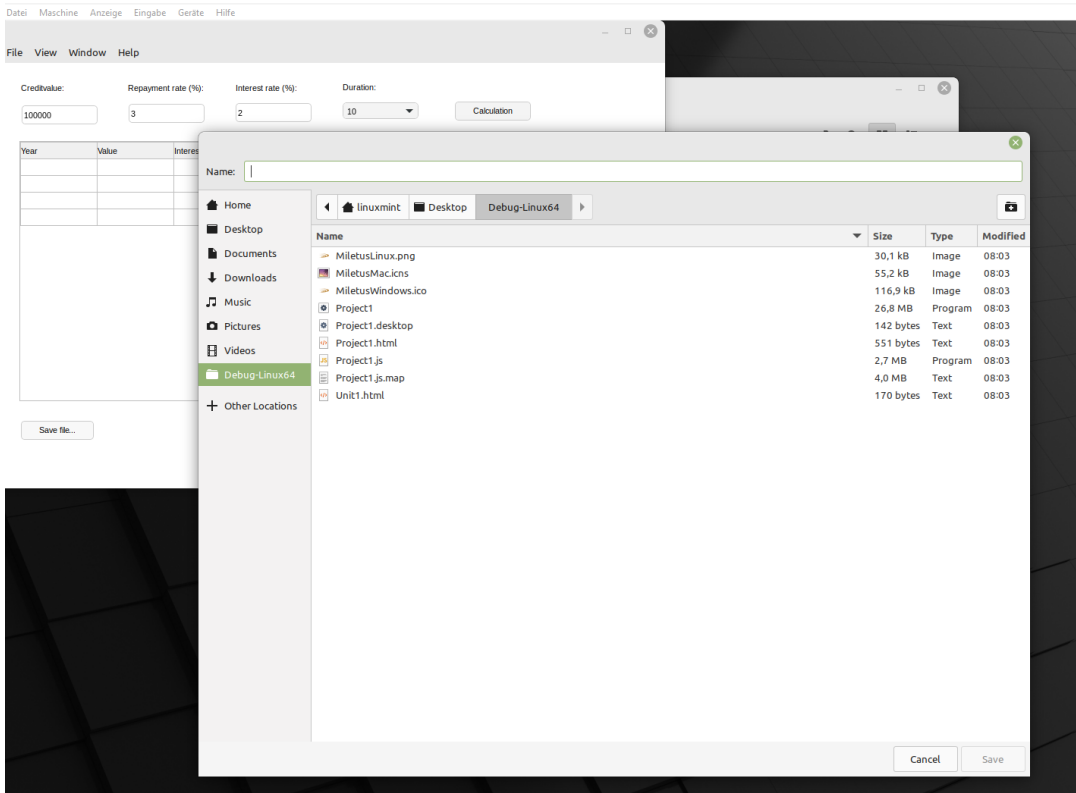 Datei Maschine Anzeige Eingabe Geräte Hilfe
File View Window Help
Creditvalue: Repayment rate (%): Interest rate (%): Duration:
100000 3 2 10 Calculation
Year Value Interes
Save file...
Name:
Home
Desktop
Documents
Downloads
Music
Pictures
Videos
Debug-Linux64
Other Locations
linuxmint Desktop Debug-Linux64
Name Size Type Modified
MiletusLinux.png 30,1 kB Image 08:03
MiletusMac.icns 55,2 kB Image 08:03
MiletusWindows.ico 116,9 kB Image 08:03
Project1 26,8 MB Program 08:03
Project1.desktop 142 bytes Text 08:03
Project1.html 551 bytes Text 08:03
Project1.js 2,7 MB Program 08:03
Project1.js.map 4,0 MB Text 08:03
Unit1.html 170 bytes Text 08:03
Cancel Save